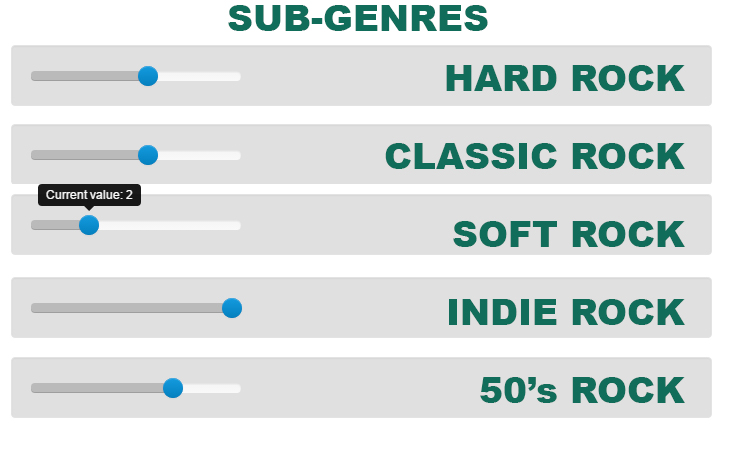 SUB-GENRES
HARD ROCK
CLASSIC ROCK
Current value: 2
SOFT ROCK
INDIE ROCK
50’s ROCK